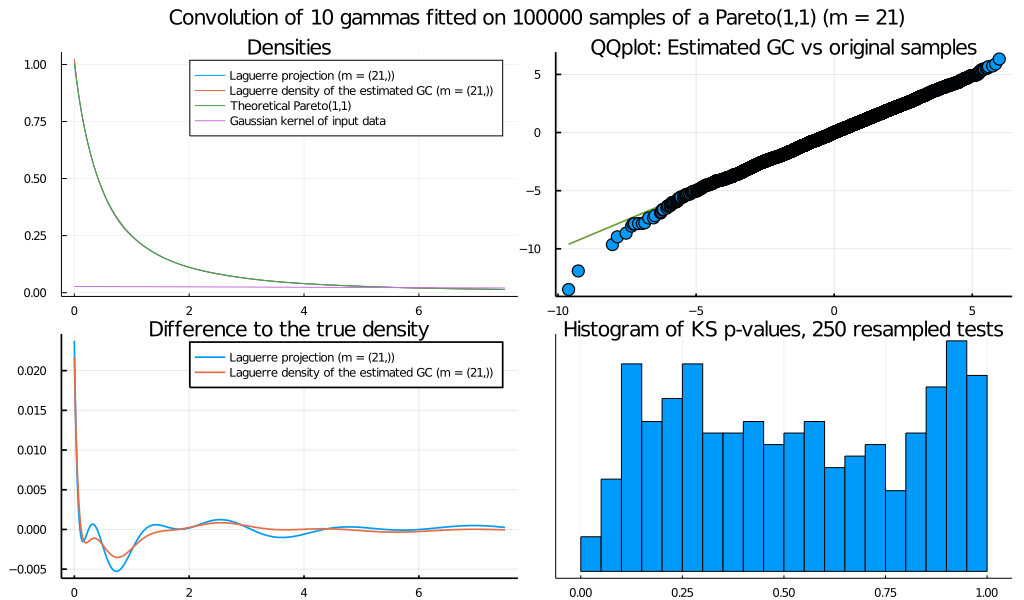 Convolution of 10 gammas fitted on 100000 samples of a Pareto(1,1) (m = 21)
Densities
Laguerre projection (m = (21,))
Laguerre density of the estimated GC (m = (21,))
Theoretical Pareto(1,1)
Gaussian kernel of input data
1.00
0.75
0.50
0.25
0.00
0 2 4 6
QQplot: Estimated GC vs original samples
5
0
−5
−10
−10 −5 0 5
Difference to the true density
Laguerre projection (m = (21,))
Laguerre density of the estimated GC (m = (21,))
0.020
0.015
0.010
0.005
0.000
−0.005
0 2 4 6
Histogram of KS p-values, 250 resampled tests
0.00 0.25 0.50 0.75 1.00